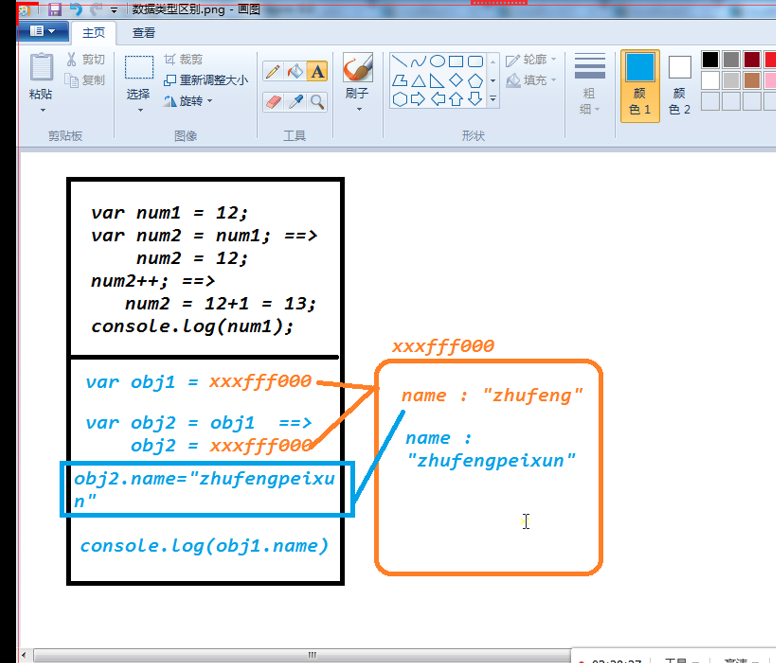 数据类型区别.png - 画图
主页 查看
粘贴
剪切
复制
剪贴板
选择
裁剪
重新调整大小
旋转
图像
A
工具
刷子
轮廓
填充
形状
粗
细
颜
色 1
颜
色 2
var num1 = 12;
var num2 = num1; ==>
num2 = 12;
num2++; ==>
num2 = 12+1 = 13;
console.log(num1);
var obj1 = xxxfff000
var obj2 = obj1 ==>
obj2 = xxxfff000
obj2.name="zhufengpeixu
n"
console.log(obj1.name)
xxxfff000
name : "zhufeng"
name :
"zhufengpeixun"